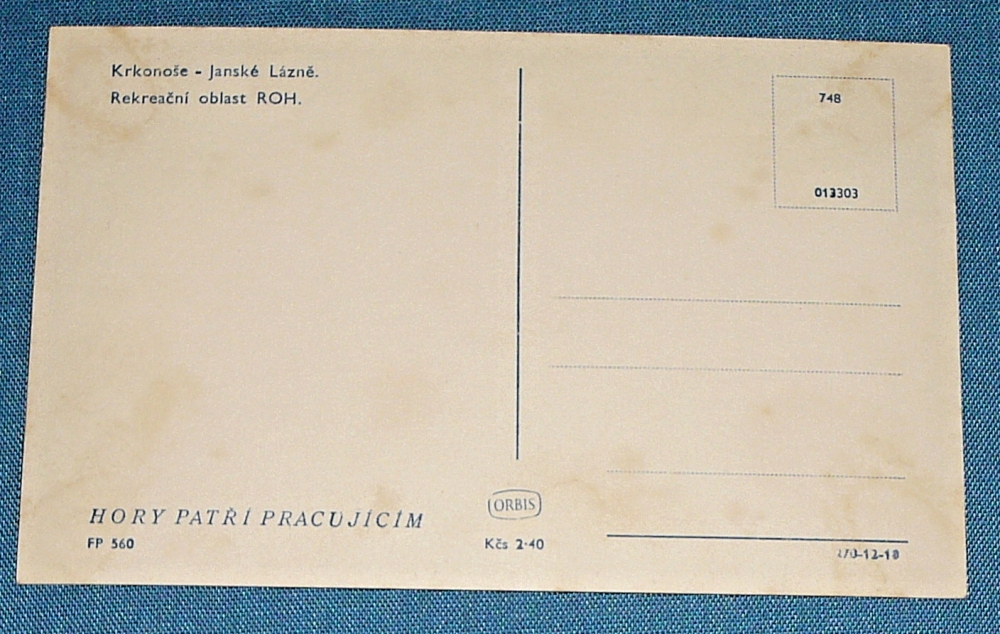 Krkonoše - Janské Lázně.
Rekreační oblast ROH.
748
013303
HORY PATŘÍ PRACUJÍCÍM
FP 560
ORBIS
Kčs 2·40